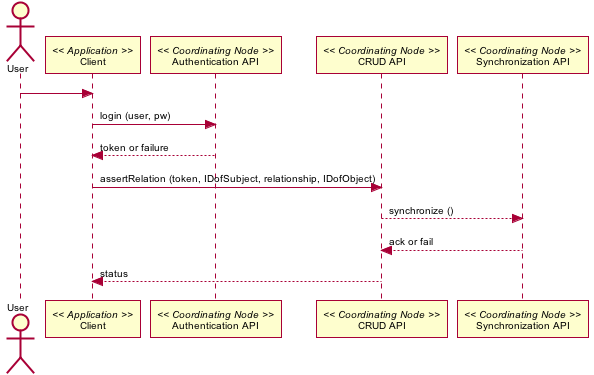 User
<< Application >>
Client
<< Coordinating Node >>
Authentication API
<< Coordinating Node >>
CRUD API
<< Coordinating Node >>
Synchronization API
login (user, pw)
token or failure
assertRelation (token, IDofSubject, relationship, IDofObject)
synchronize ()
ack or fail
status
User
<< Application >>
Client
<< Coordinating Node >>
Authentication API
<< Coordinating Node >>
CRUD API
<< Coordinating Node >>
Synchronization API